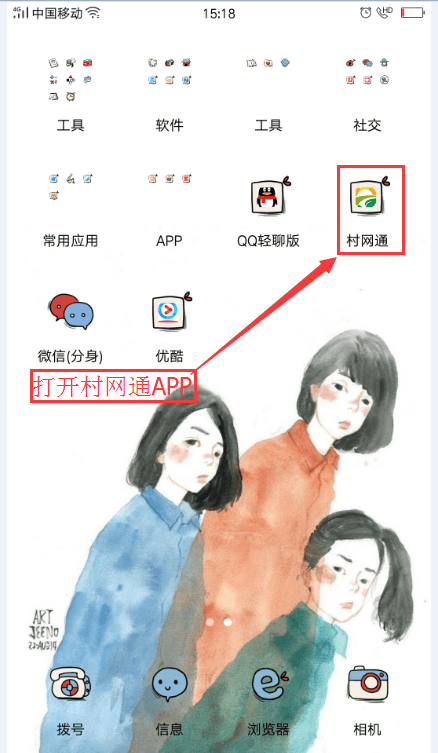 4G 中国移动 15:18
工具 软件 工具 社交
常用应用 APP QQ轻聊版 村网通
微信(分身) 优酷
打开村网通APP
ART
拨号 信息 浏览器 相机